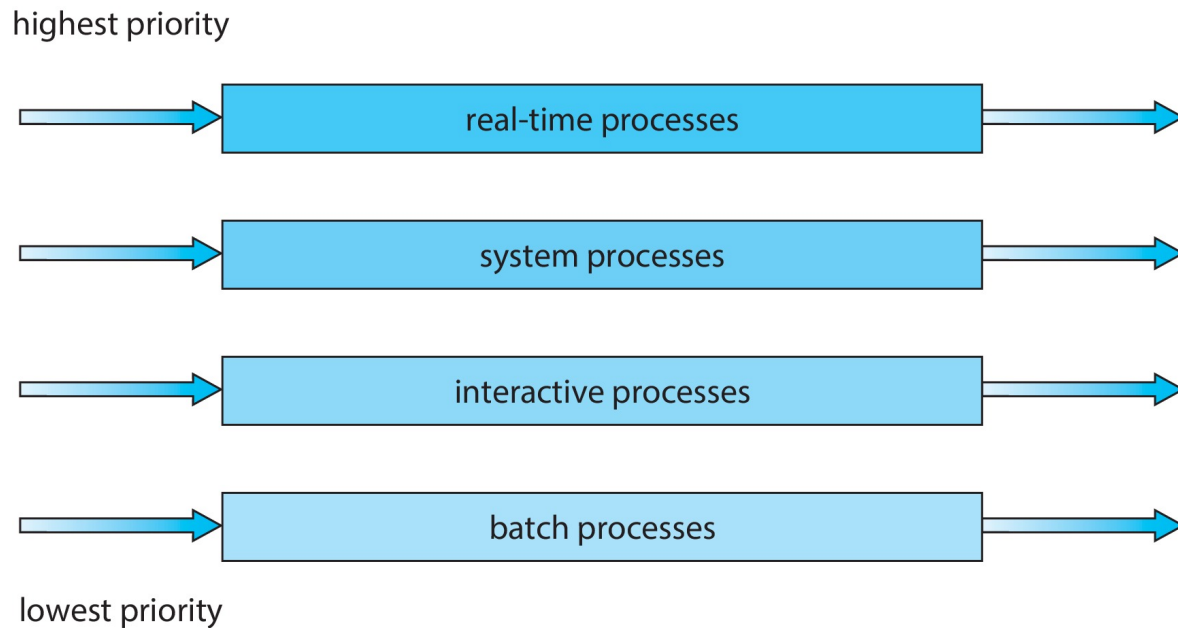 highest priority
real-time processes
system processes
interactive processes
batch processes
lowest priority